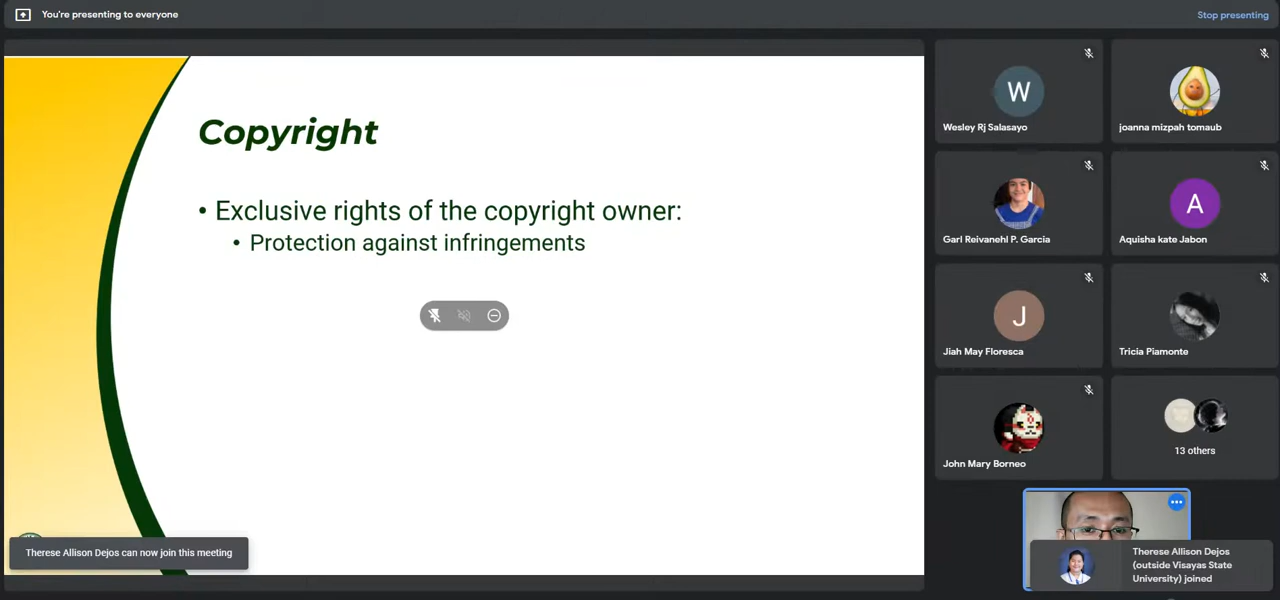 You're presenting to everyone
Stop presenting
Copyright
• Exclusive rights of the copyright owner:
• Protection against infringements
W
Wesley Rj Salasayo
joanna mizpah tomaub
Garl Reivanehl P. Garcia
A
Aquisha kate Jabon
J
Jiah May Floresca
Tricia Piamonte
John Mary Borneo
13 others
Therese Allison Dejos can now join this meeting
Therese Allison Dejos
(outside Visayas State
University) joined